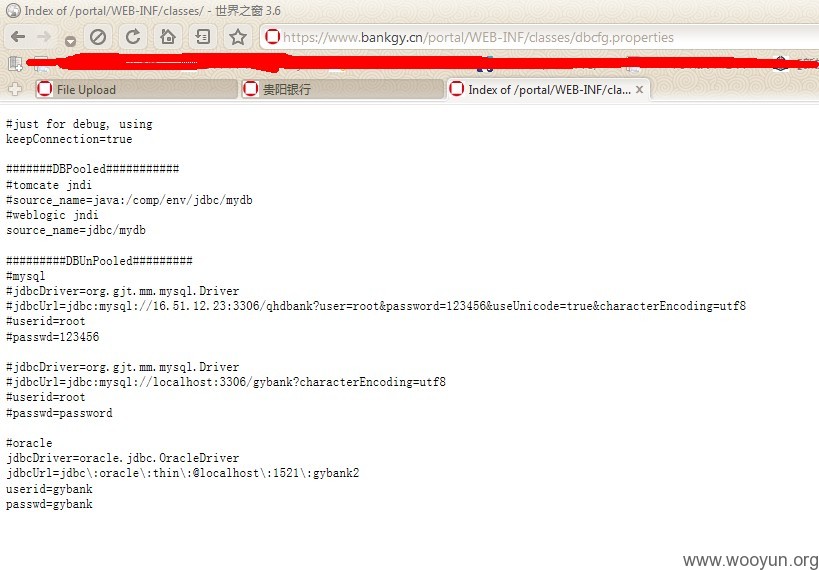 Index of /portal/WEB-INF/classes/ - 世界之窗 3.6
https://www.bankgy.cn/portal/WEB-INF/classes/dbcfg.properties
File Upload
贵阳银行
Index of /portal/WEB-INF/cla...
#just for debug, using
keepConnection=true
#######DBPooled###########
#tomcate jndi
#source_name=java:/comp/env/jdbc/mydb
#weblogic jndi
source_name=jdbc/mydb
#########DBUnPooled#########
#mysql
#jdbcDriver=org.gjt.mm.mysql.Driver
#jdbcUrl=jdbc:mysql://16.51.12.23:3306/qhdbank?user=root&password=123456&useUnicode=true&characterEncoding=utf8
#userid=root
#passwd=123456
#jdbcDriver=org.gjt.mm.mysql.Driver
#jdbcUrl=jdbc:mysql://localhost:3306/gybank?characterEncoding=utf8
#userid=root
#passwd=password
#oracle
jdbcDriver=oracle.jdbc.OracleDriver
jdbcUrl=jdbc\:oracle\:thin\:@localhost\:1521\:gybank2
userid=gybank
passwd=gybank
www.wooyun.org